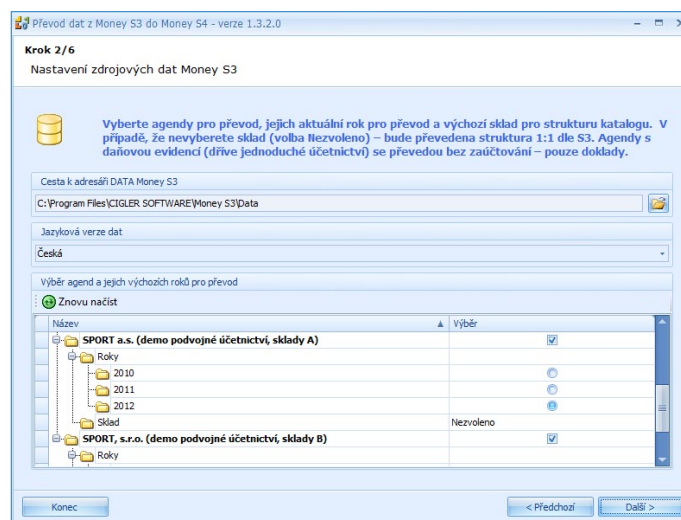 Převod dat z Money S3 do Money S4 - verze 1.3.2.0
Krok 2/6
Nastavení zdrojových dat Money S3
Vyberte agendy pro převod, jejich aktuální rok pro převod a výchozí sklad pro strukturu katalogu. V
případě, že nevyberete sklad (volba Nezvoleno) – bude převedena struktura 1:1 dle S3. Agendy s
daňovou evidencí (dříve jednoduché účetnictví) se převedou bez zaúčtování – pouze doklady.
Cesta k adresáři DATA Money S3
C:\Program Files\CIGLER SOFTWARE\Money S3\Data
Jazyková verze dat
Česká
Výběr agend a jejich výchozích roků pro převod
Znovu načíst
Název Výběr
SPORT a.s. (demo podvojné účetnictví, sklady A)
Roky
2010
2011
2012
Sklad Nezvoleno
SPORT, s.r.o. (demo podvojné účetnictví, sklady B)
Roky
Konec < Předchozí Další >